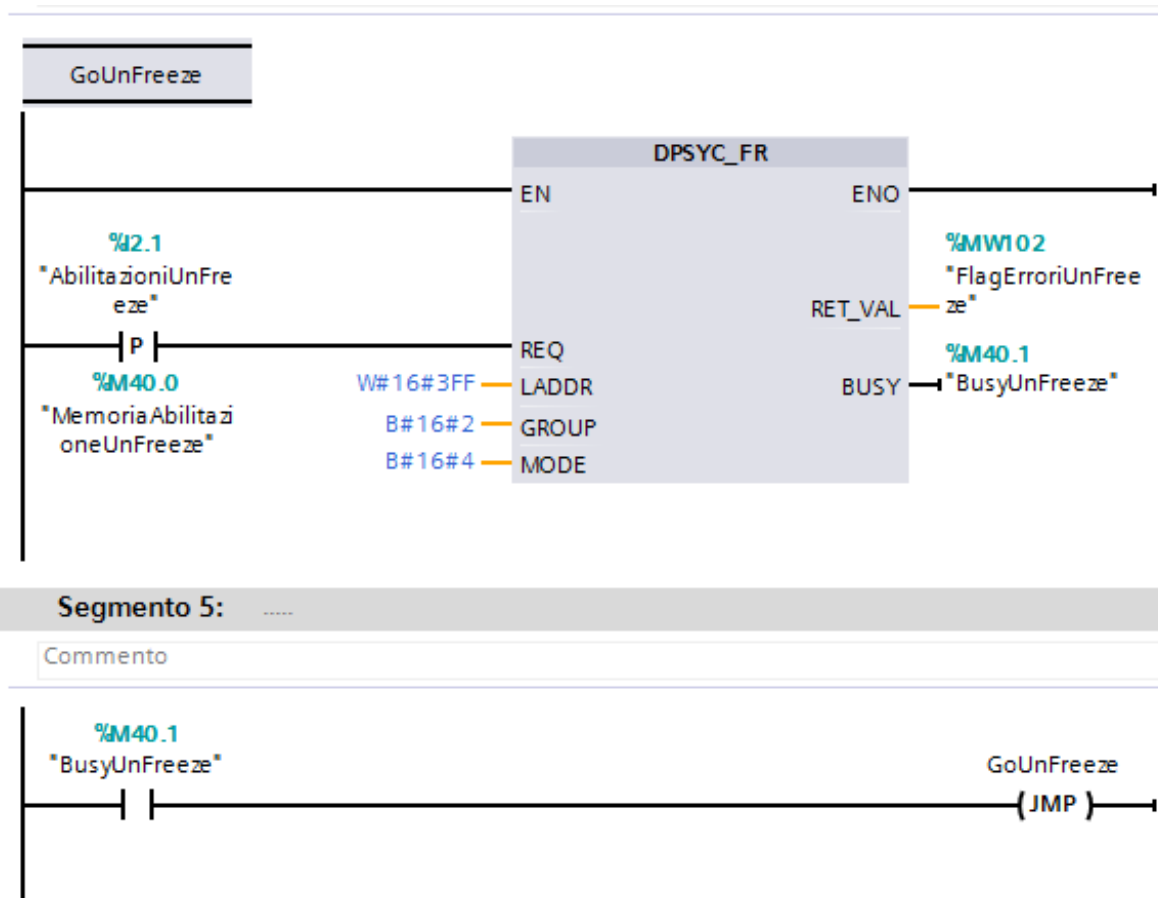 GoUnFreeze
DPSYC_FR
EN
ENO
%I2.1
"AbilitazioniUnFre
eze"
P
%M40.0
"MemoriaAbilitazi
oneUnFreeze"
REQ
W#16#3FF
LADDR
B#16#2
GROUP
B#16#4
MODE
RET_VAL
%MW102
"FlagErroriUnFree
ze"
BUSY
%M40.1
"BusyUnFreeze"
Segmento 5: .....
Commento
%M40.1
"BusyUnFreeze"
GoUnFreeze
JMP